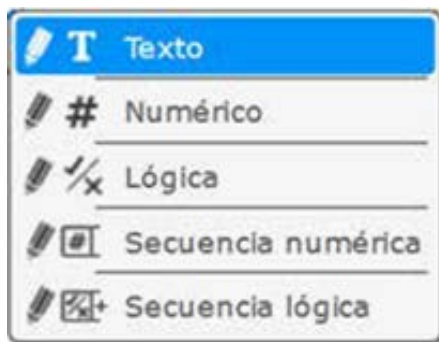 T Texto
# Numérico
Lógica
# Secuencia numérica
Secuencia lógica